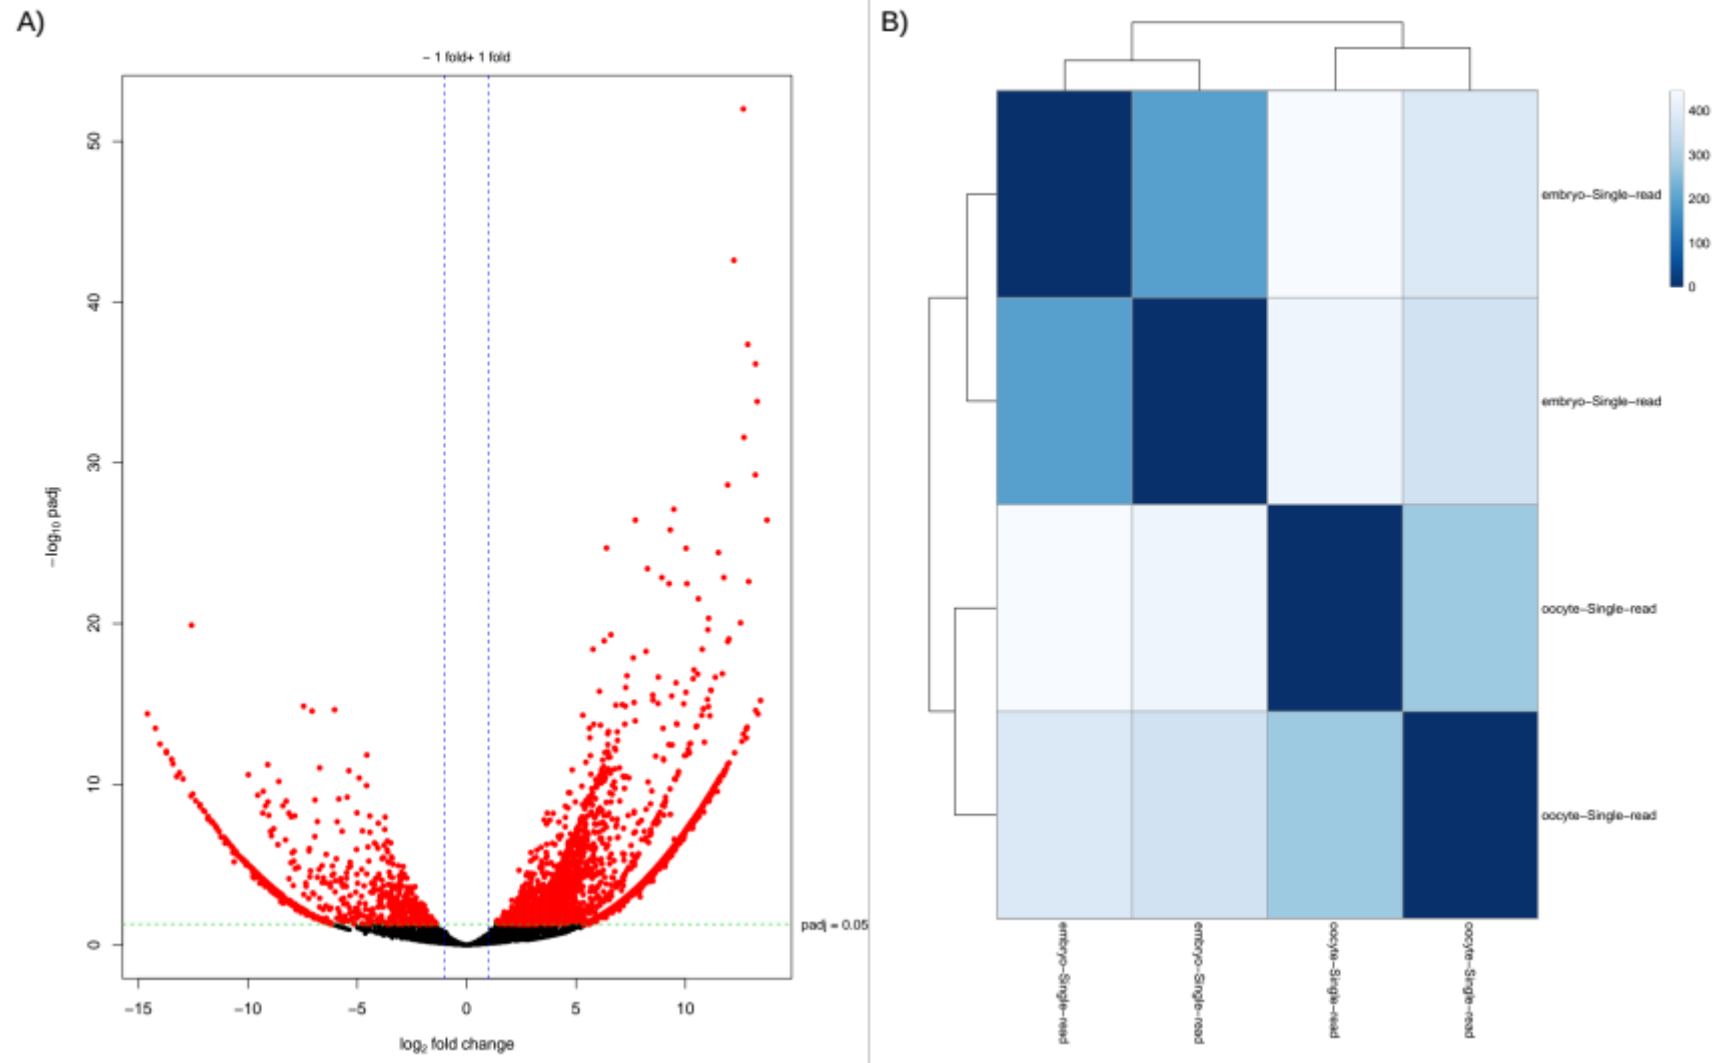 A)
− 1 fold+ 1 fold
50
40
30
20
10
0
−log10 padj
padj = 0.05
−15 −10 −5 0 5 10
log2 fold change
B)
400
300
200
100
0
embryo−Single−read
embryo−Single−read
oocyte−Single−read
oocyte−Single−read
embryo−Single−read
embryo−Single−read
oocyte−Single−read
oocyte−Single−read